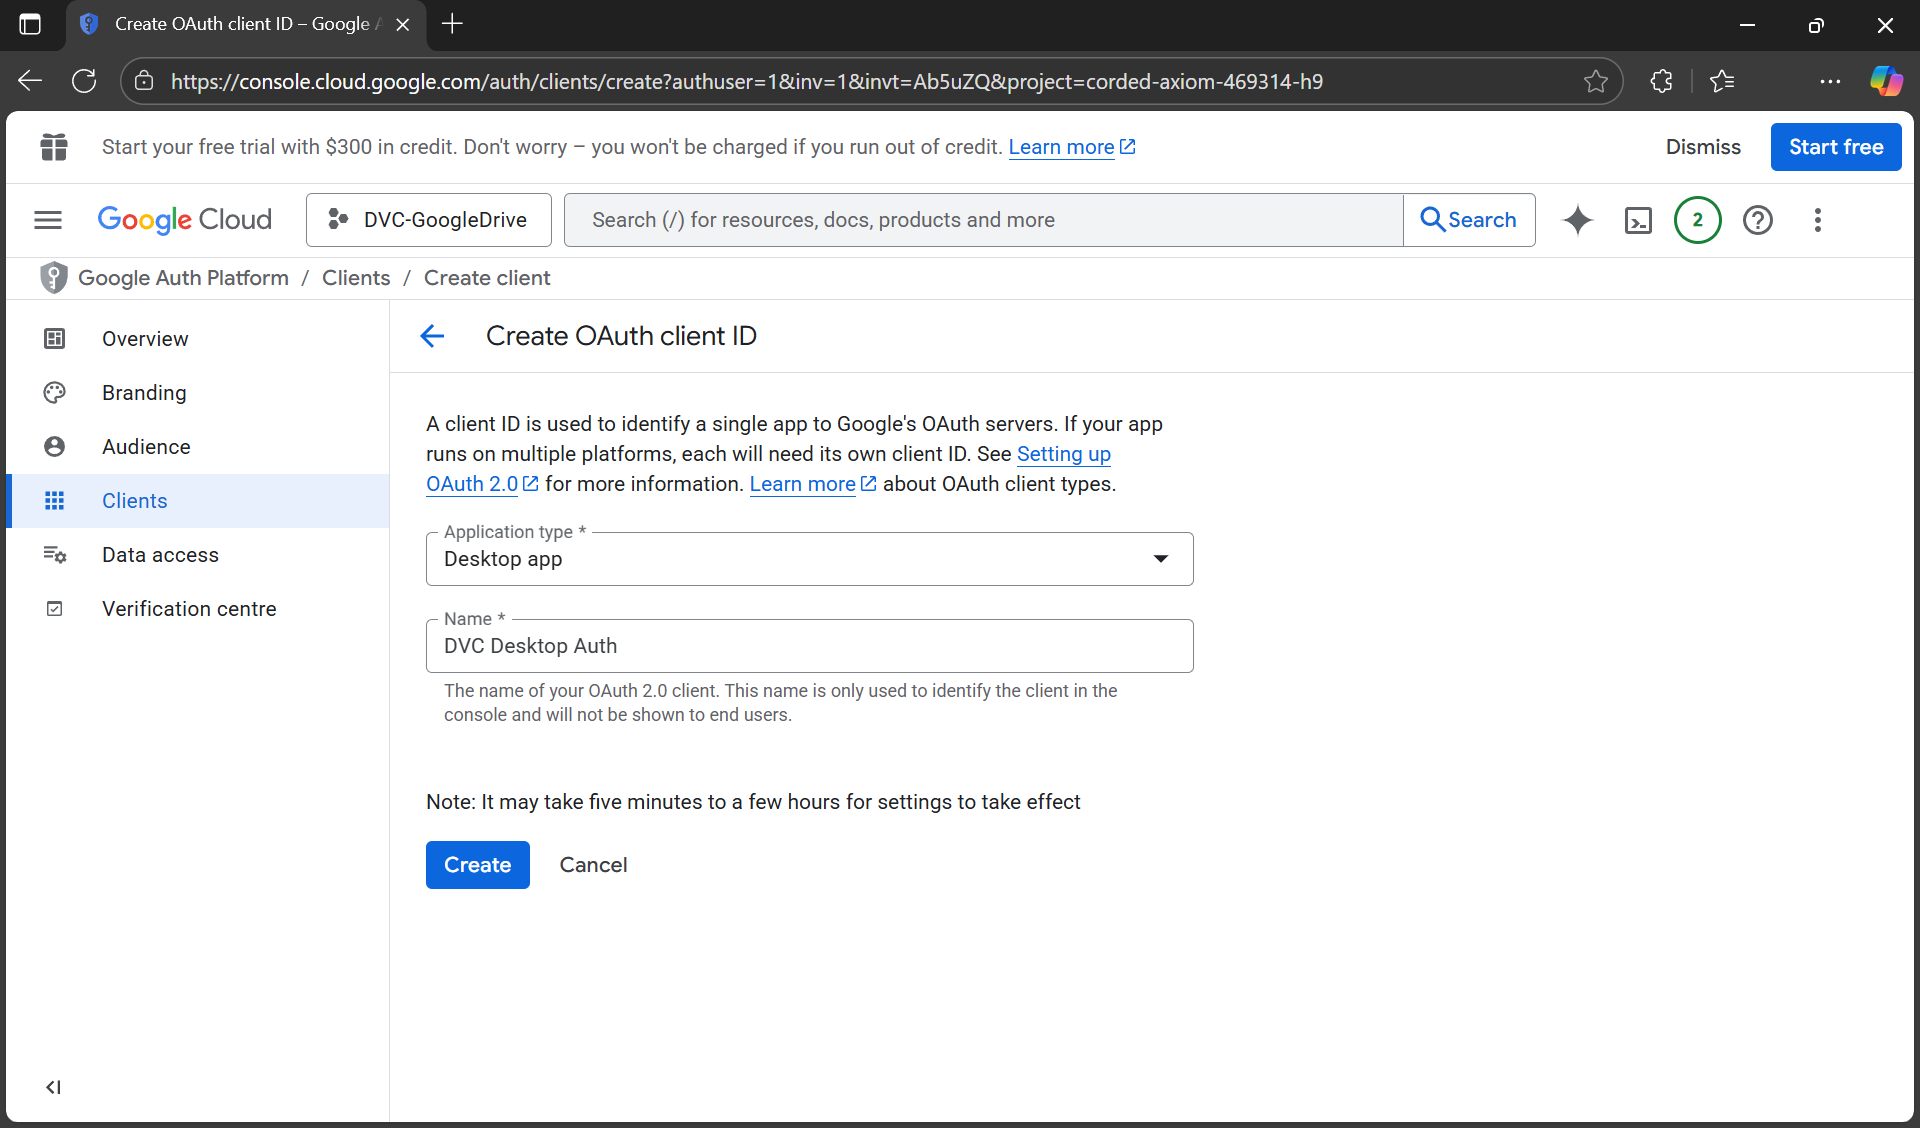 Create OAuth client ID – Google A
https://console.cloud.google.com/auth/clients/create?authuser=1&inv=1&invt=Ab5uZQ&project=corded-axiom-469314-h9
Start your free trial with $300 in credit. Don't worry – you won't be charged if you run out of credit. Learn more
Dismiss
Start free
Google Cloud
DVC-GoogleDrive
Search (/) for resources, docs, products and more
Search
2
Google Auth Platform / Clients / Create client
Overview
Branding
Audience
Clients
Data access
Verification centre
Create OAuth client ID
A client ID is used to identify a single app to Google's OAuth servers. If your app
runs on multiple platforms, each will need its own client ID. See Setting up
OAuth 2.0 for more information. Learn more about OAuth client types.
Application type *
Desktop app
Name *
DVC Desktop Auth
The name of your OAuth 2.0 client. This name is only used to identify the client in the
console and will not be shown to end users.
Note: It may take five minutes to a few hours for settings to take effect
Create
Cancel